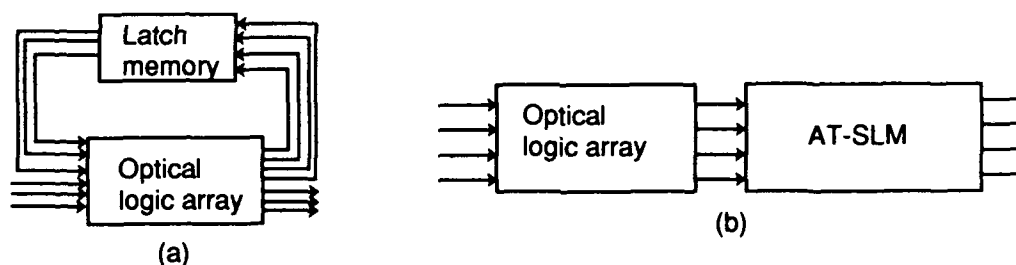 Latch
memory
Optical
logic array
(a)
Optical
logic array
AT-SLM
(b)